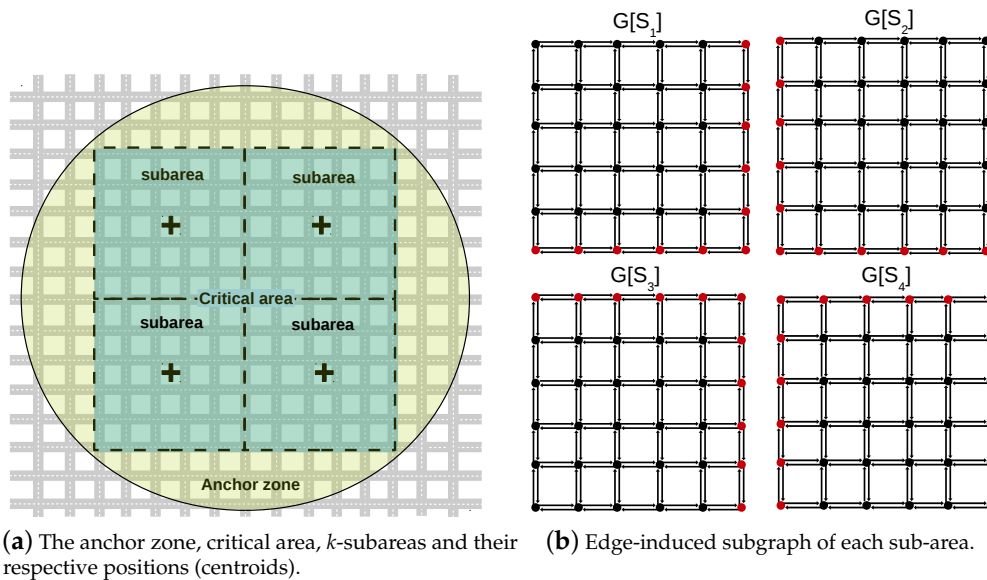 subarea
subarea
Critical area
subarea
subarea
Anchor zone
G[S1]
G[S2]
G[S3]
G[S4]
(a) The anchor zone, critical area, k-subareas and their
respective positions (centroids).
(b) Edge-induced subgraph of each sub-area.